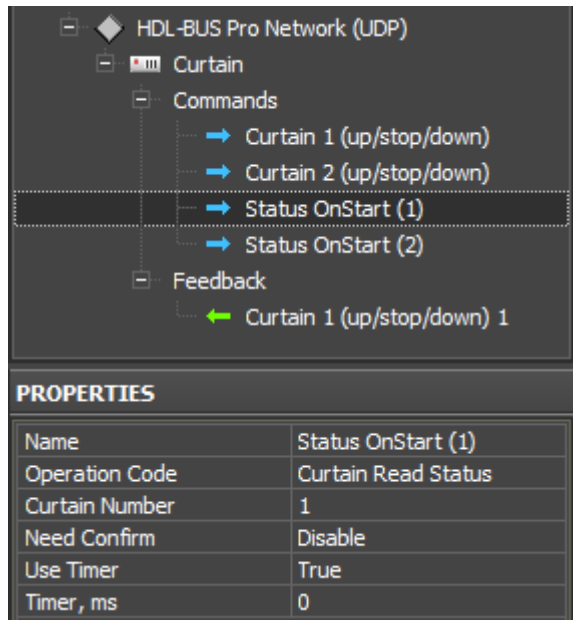 HDL-BUS Pro Network (UDP)
Curtain
Commands
Curtain 1 (up/stop/down)
Curtain 2 (up/stop/down)
Status OnStart (1)
Status OnStart (2)
Feedback
Curtain 1 (up/stop/down) 1
PROPERTIES
Name Status OnStart (1)
Operation Code Curtain Read Status
Curtain Number 1
Need Confirm Disable
Use Timer True
Timer, ms 0